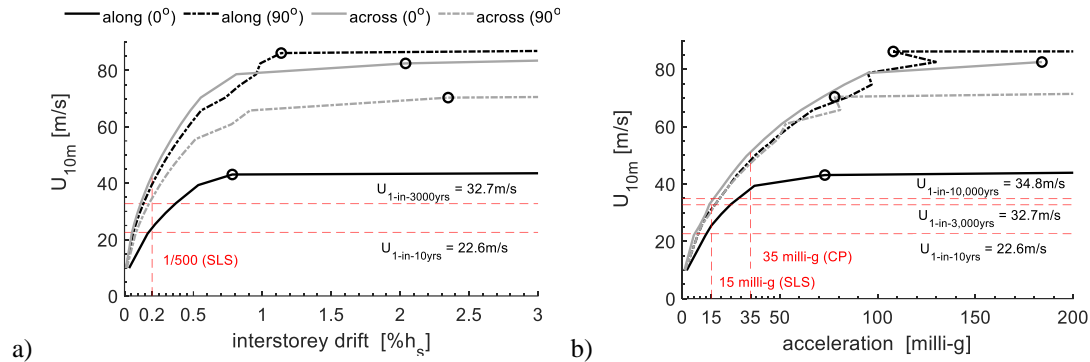 along (0°) along (90°) across (0°) across (90°
U10m [m/s]
80
60
40
20
0
U1-in-3000yrs = 32.7m/s
1/500 (SLS)
U1-in-10yrs = 22.6m/s
0 0.2 0.5 1 1.5 2 2.5 3
interstorey drift [%hs]
a)
U10m [m/s]
80
60
40
20
0
U1-in-10,000yrs = 34.8m/s
U1-in-3,000yrs = 32.7m/s
35 milli-g (CP)
U1-in-10yrs = 22.6m/s
15 milli-g (SLS)
0 15 35 100 150 200
acceleration [milli-g]
b)